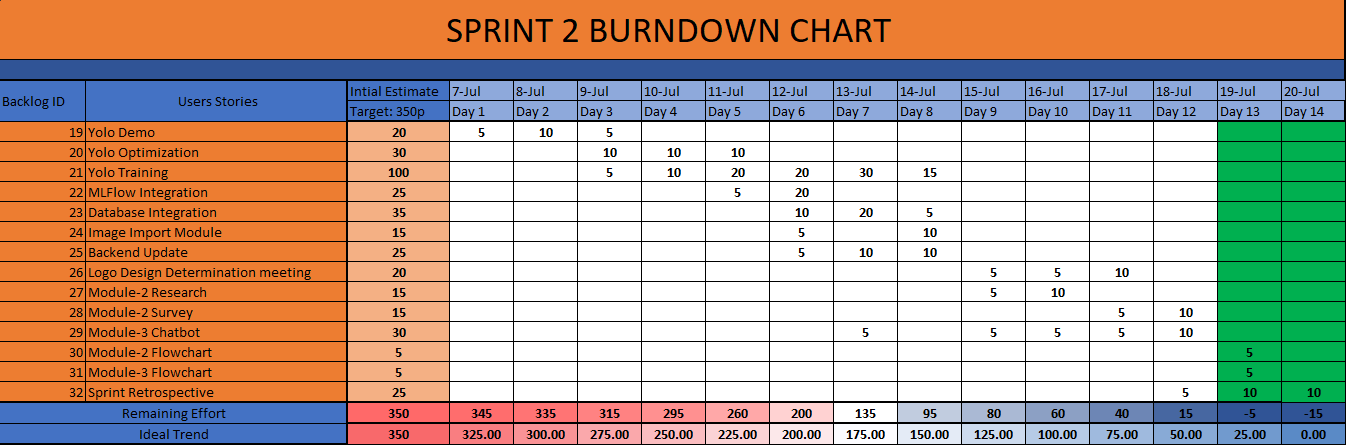 SPRINT 2 BURNDOWN CHART
Backlog ID Users Stories Intial Estimate 7-Jul 8-Jul 9-Jul 10-Jul 11-Jul 12-Jul 13-Jul 14-Jul 15-Jul 16-Jul 17-Jul 18-Jul 19-Jul 20-Jul
Target: 350p Day 1 Day 2 Day 3 Day 4 Day 5 Day 6 Day 7 Day 8 Day 9 Day 10 Day 11 Day 12 Day 13 Day 14
19 Yolo Demo 20 5 10 5
20 Yolo Optimization 30 10 10 10
21 Yolo Training 100 5 10 20 20 30 15
22 MLFlow Integration 25 5 20
23 Database Integration 35 10 20 5
24 Image Import Module 15 5 10
25 Backend Update 25 5 10 10
26 Logo Design Determination meeting 20 5 5 10
27 Module-2 Research 15 5 10
28 Module-2 Survey 15 5 10
29 Module-3 Chatbot 30 5 5 5 5 10
30 Module-2 Flowchart 5 5
31 Module-3 Flowchart 5 5
32 Sprint Retrospective 25 5 10 10
Remaining Effort 350 345 335 315 295 260 200 135 95 80 60 40 15 -5 -15
Ideal Trend 350 325.00 300.00 275.00 250.00 225.00 200.00 175.00 150.00 125.00 100.00 75.00 50.00 25.00 0.00